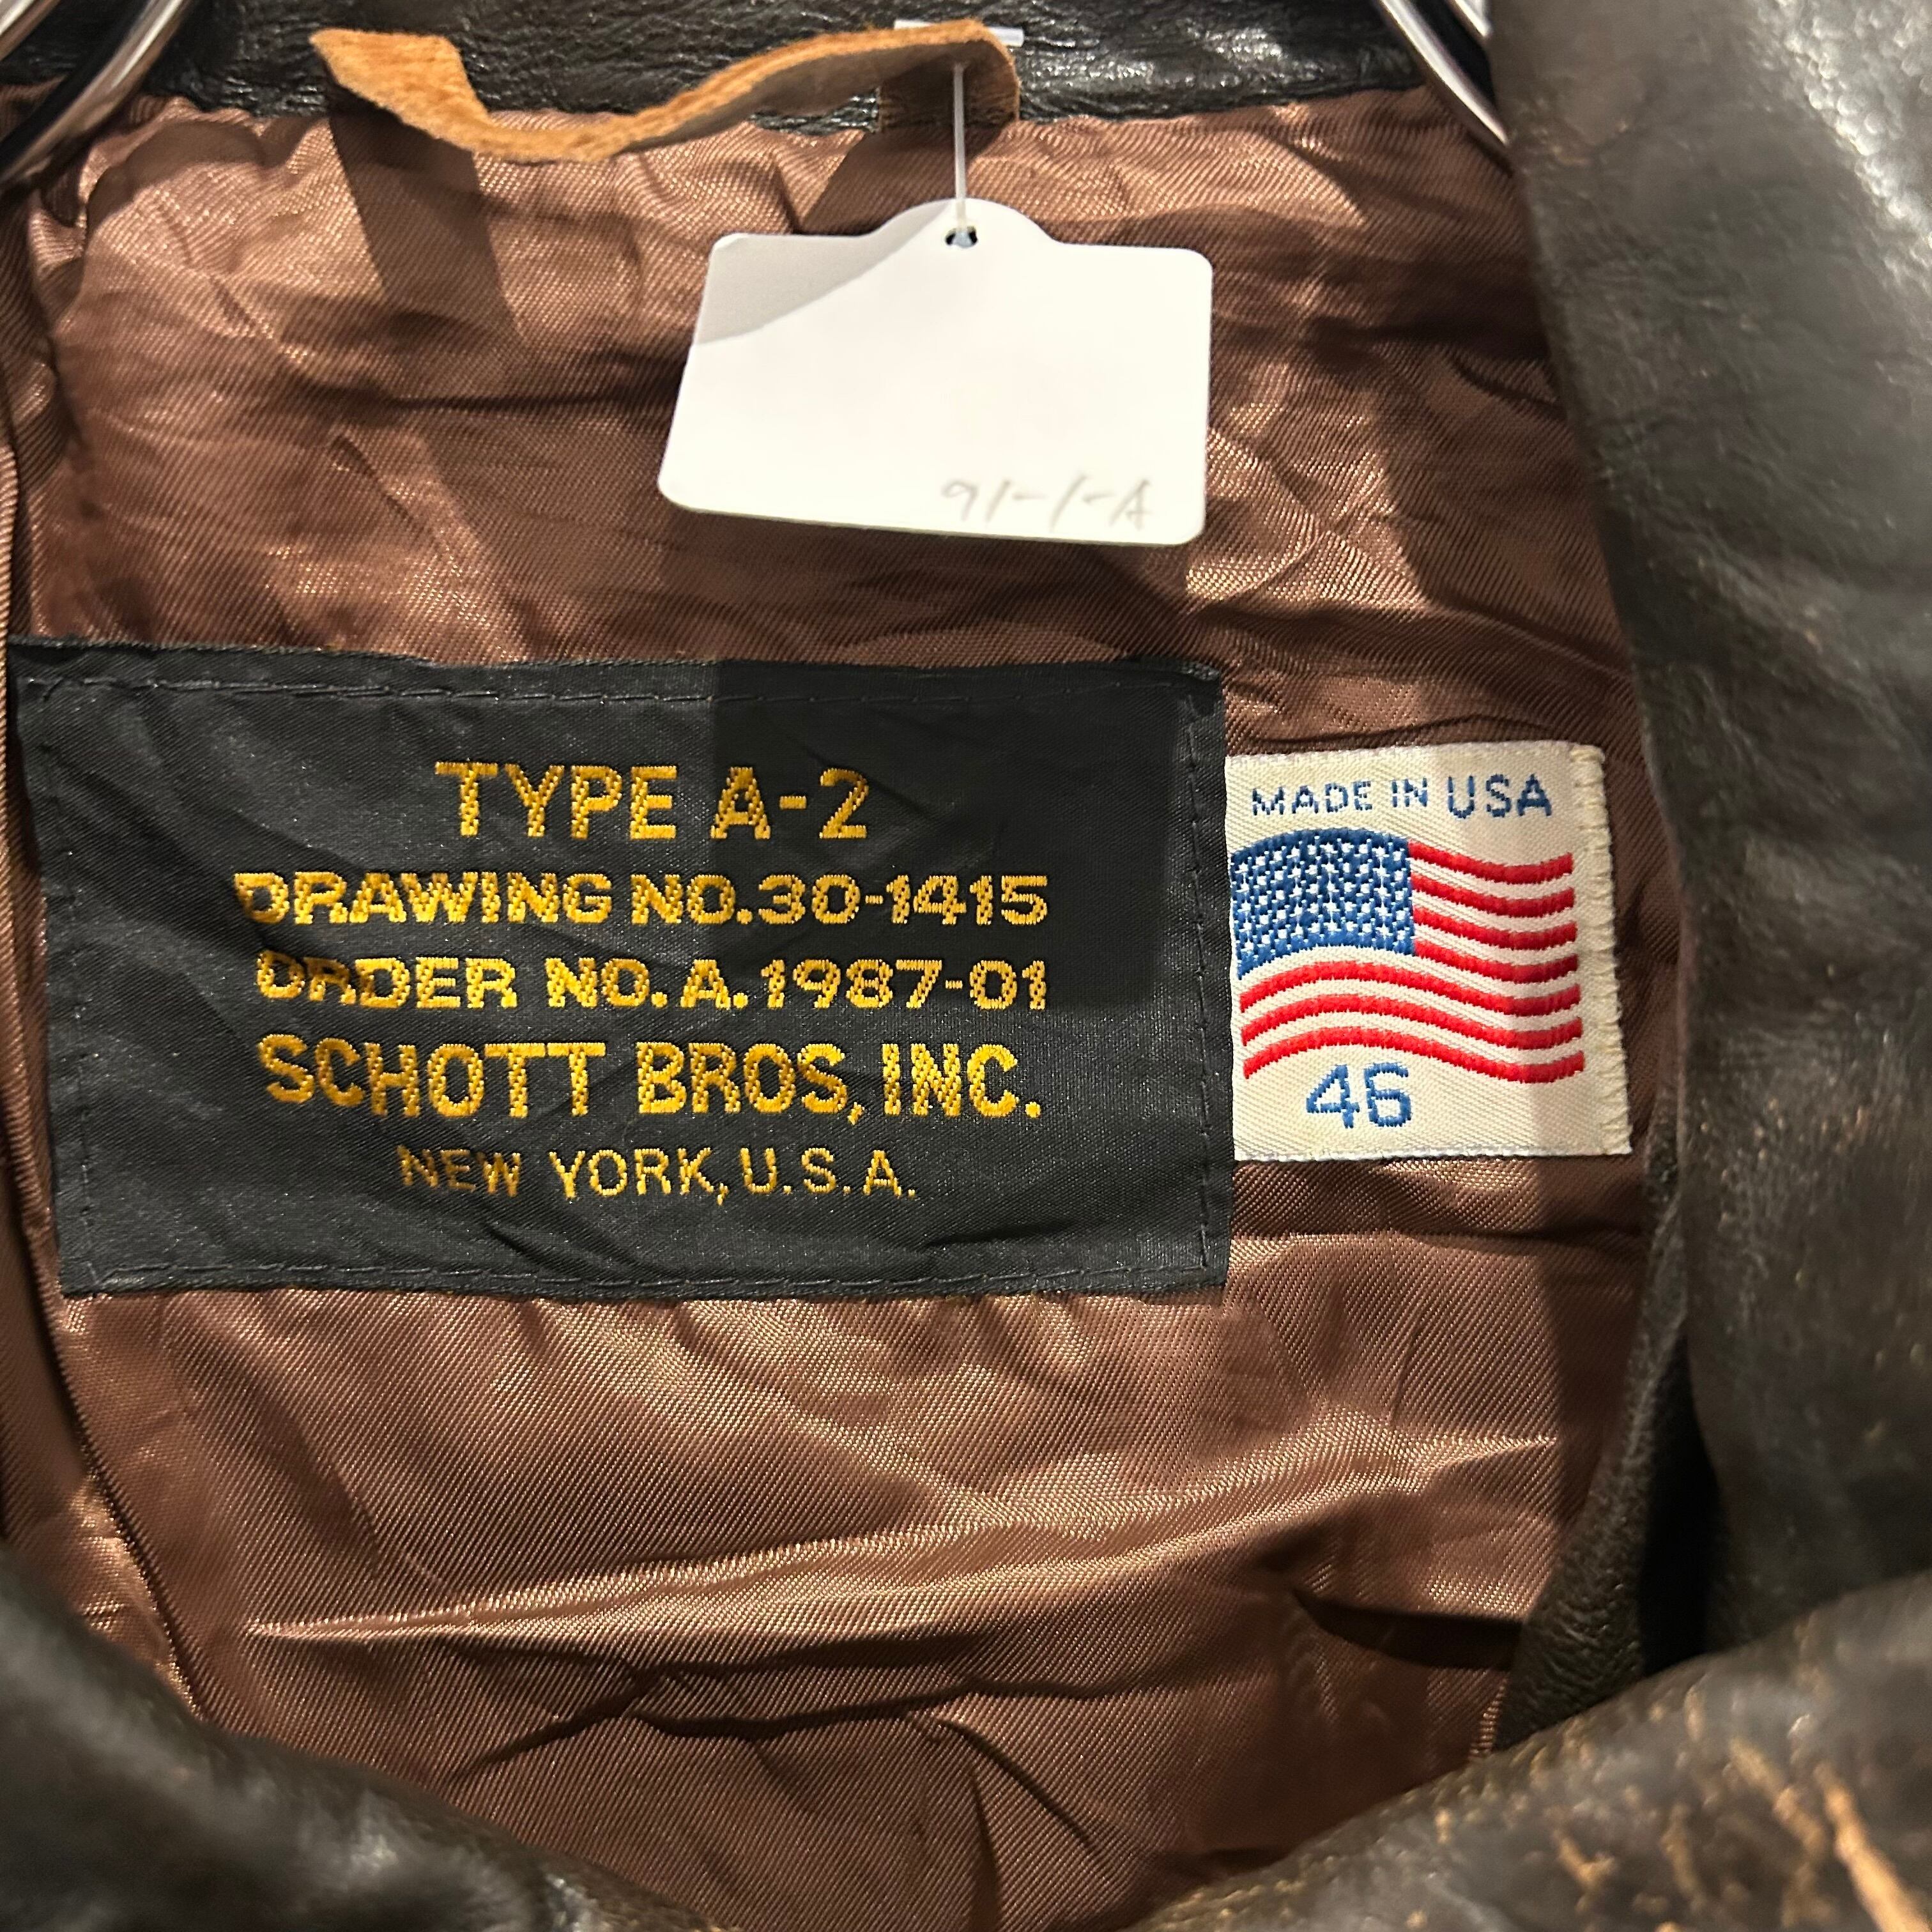 91-1-A
TYPE A-2
DRAWING NO.30-1415
ORDER NO.A.1987-01
SCHOTT BROS, INC.
NEW YORK, U.S.A.
MADE IN USA
46